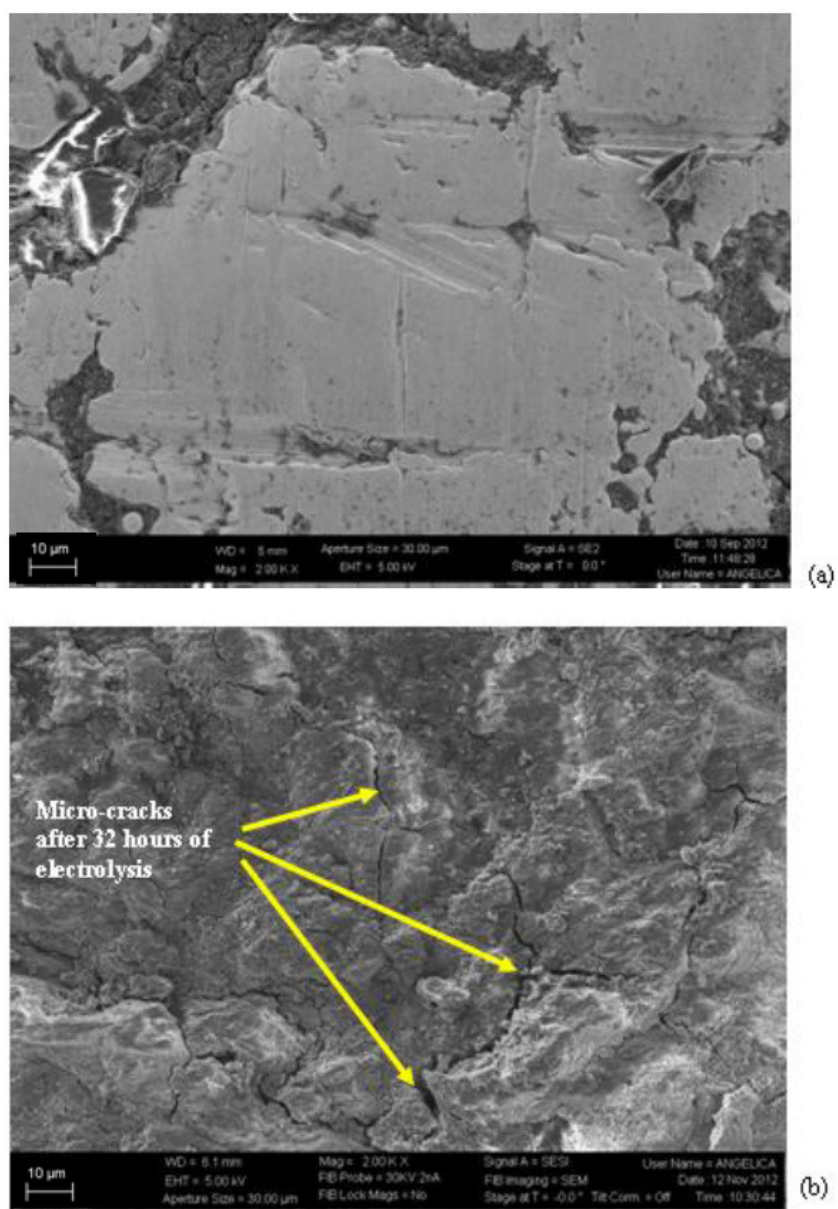 10 µm
WD = 5 mm Aperture Size = 30.00 µm Signal A = SE2 Date :10 Sep 2012
Mag = 2.00 K X EHT = 5.00 kV Stage at T = 0.0 ° Time :11:48:28
User Name = ANGELICA
(a)
Micro-cracks
after 32 hours of
electrolysis
10 µm
WD = 6.1 mm Mag = 2.00 K X Signal A = SESI User Name = ANGELICA
EHT = 5.00 kV FIB Probe = 30KV:2nA FIB Imaging = SEM Date :12 Nov 2012
Aperture Size = 30.00 µm FIB Lock Mags = No Stage at T = -0.0 ° Tilt Corrn. = Off Time :10:30:44
(b)